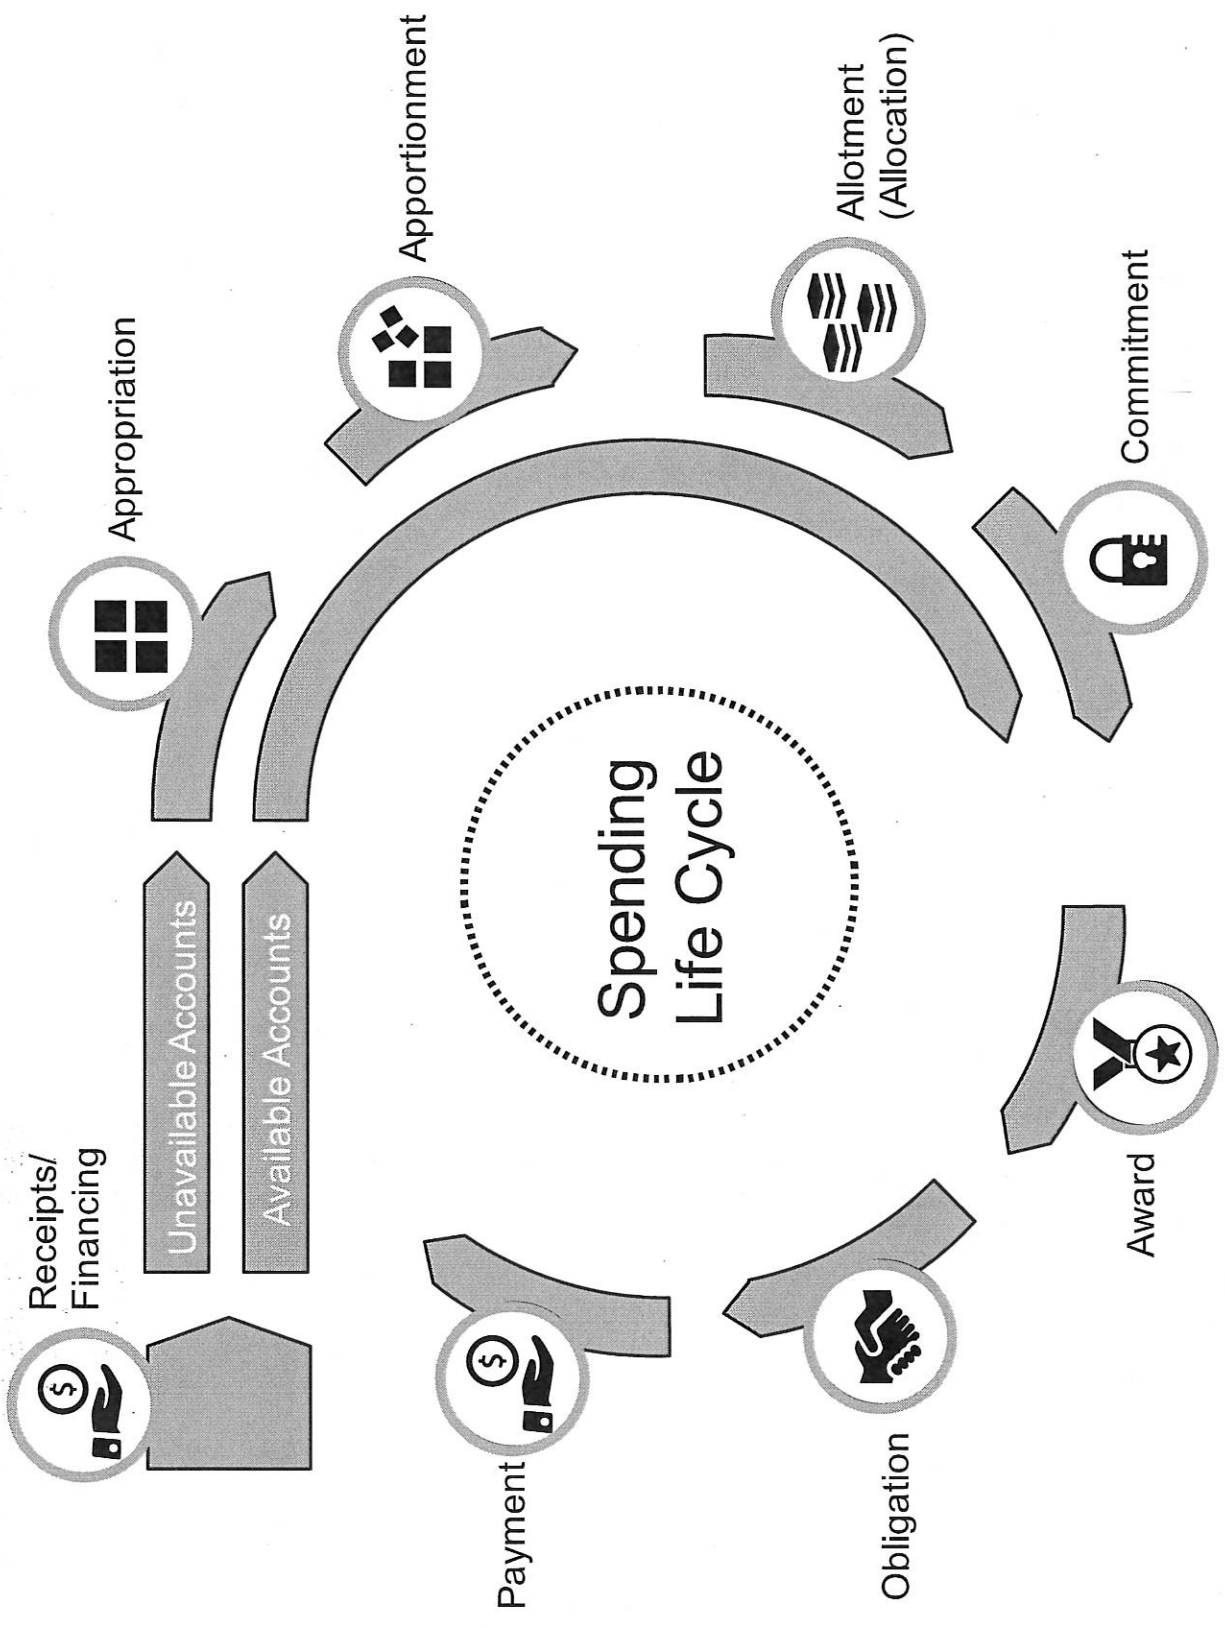 Receipts/
Financing
Unavailable Accounts
Available Accounts
Appropriation
Apportionment
Allotment
(Allocation)
Commitment
Award
Obligation
Payment
Spending
Life Cycle
$
$